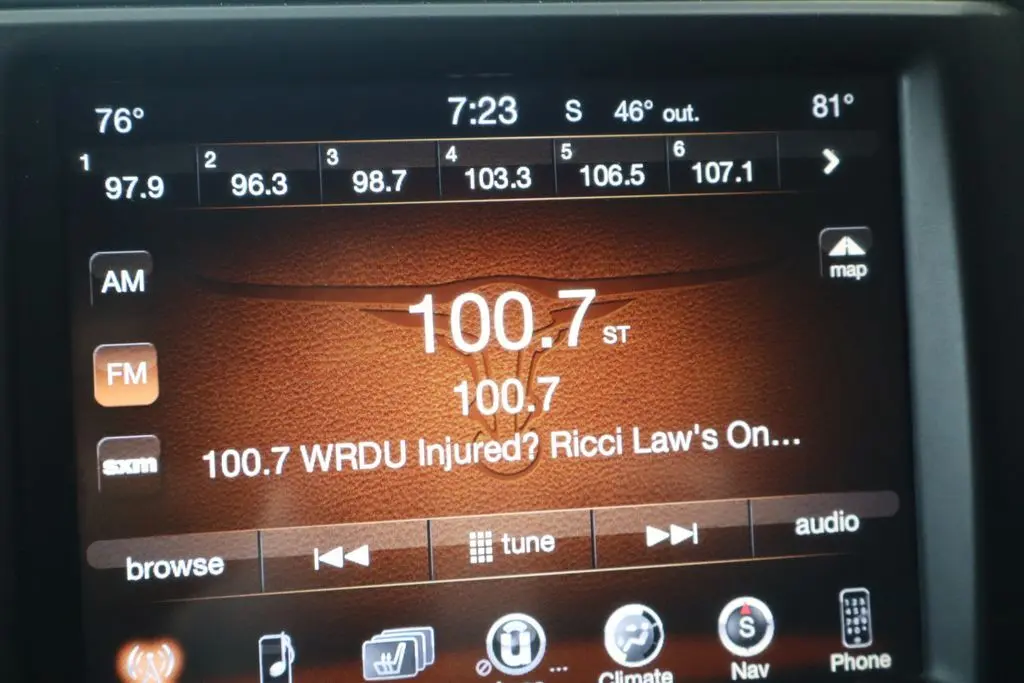 76° 7:23 S 46° out. 81°
1 2 3 4 5 6
97.9 96.3 98.7 103.3 106.5 107.1
AM
map
100.7 ST
FM
100.7
sxm
100.7 WRDU Injured? Ricci Law's On...
browse tune audio
S
...
Climate Nav Phone